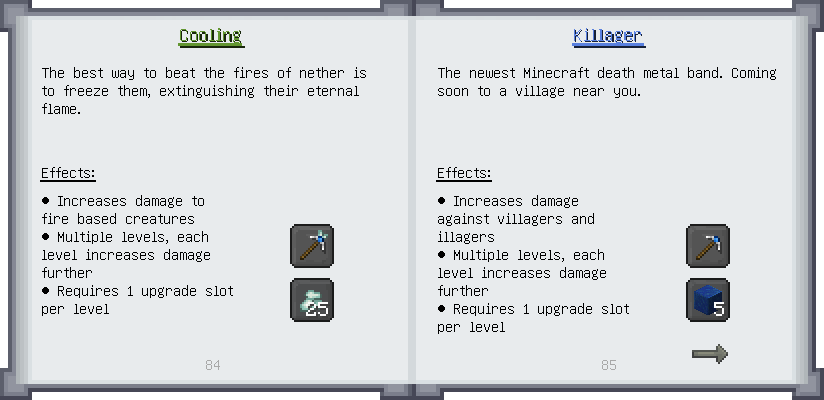 Cooling
The best way to beat the fires of nether is
to freeze them, extinguishing their eternal
flame.
Effects:
• Increases damage to
fire based creatures
• Multiple levels, each
level increases damage
further
• Requires 1 upgrade slot
per level
25
84
Killager
The newest Minecraft death metal band. Coming
soon to a village near you.
Effects:
• Increases damage
against villagers and
illagers
• Multiple levels, each
level increases damage
further
• Requires 1 upgrade slot
per level
5
85